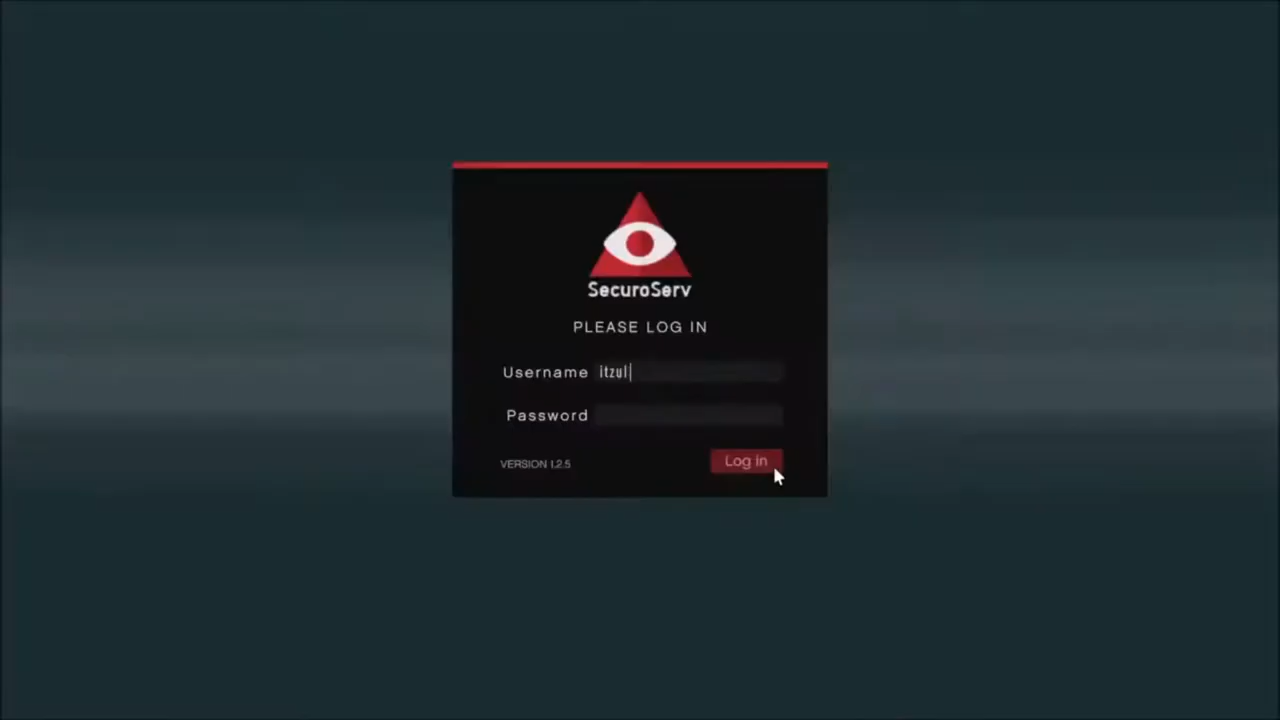 SecuroServ
PLEASE LOG IN
Username itzul
Password
VERSION 1.2.5 Log in